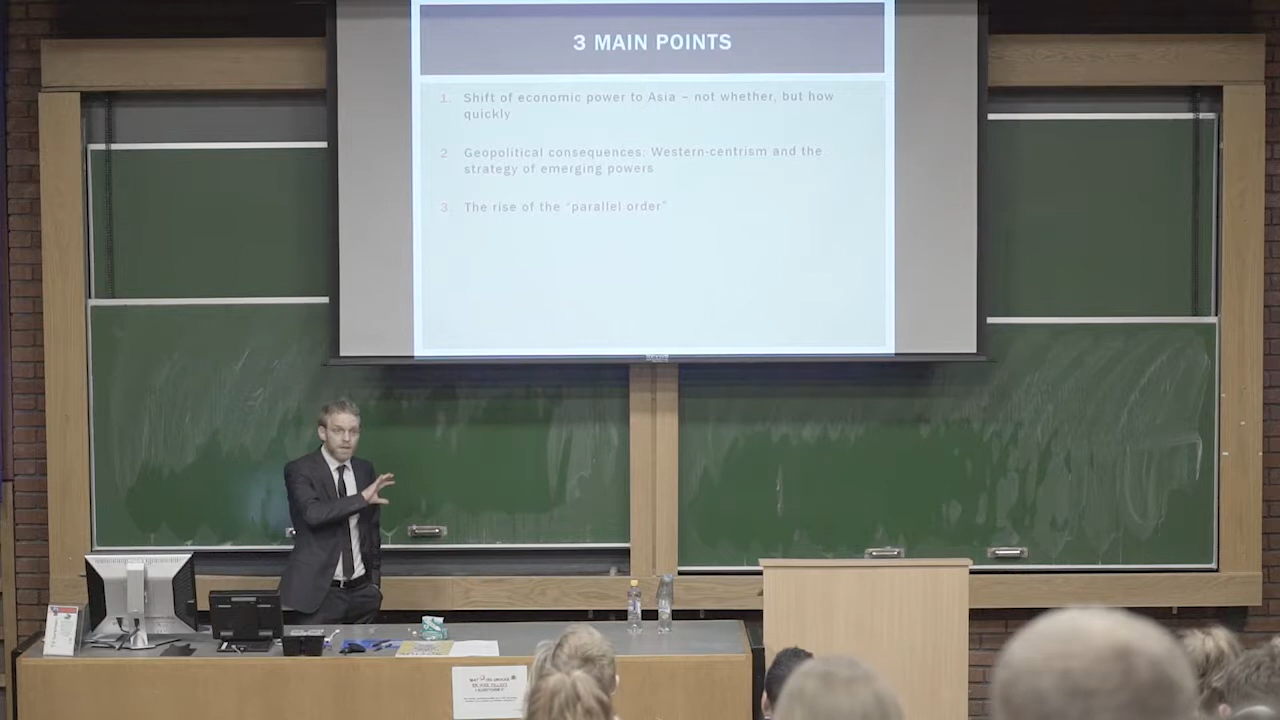 3 MAIN POINTS
1. Shift of economic power to Asia – not whether, but how
quickly
2 Geopolitical consequences: Western-centrism and the
strategy of emerging powers
3. The rise of the "parallel order"